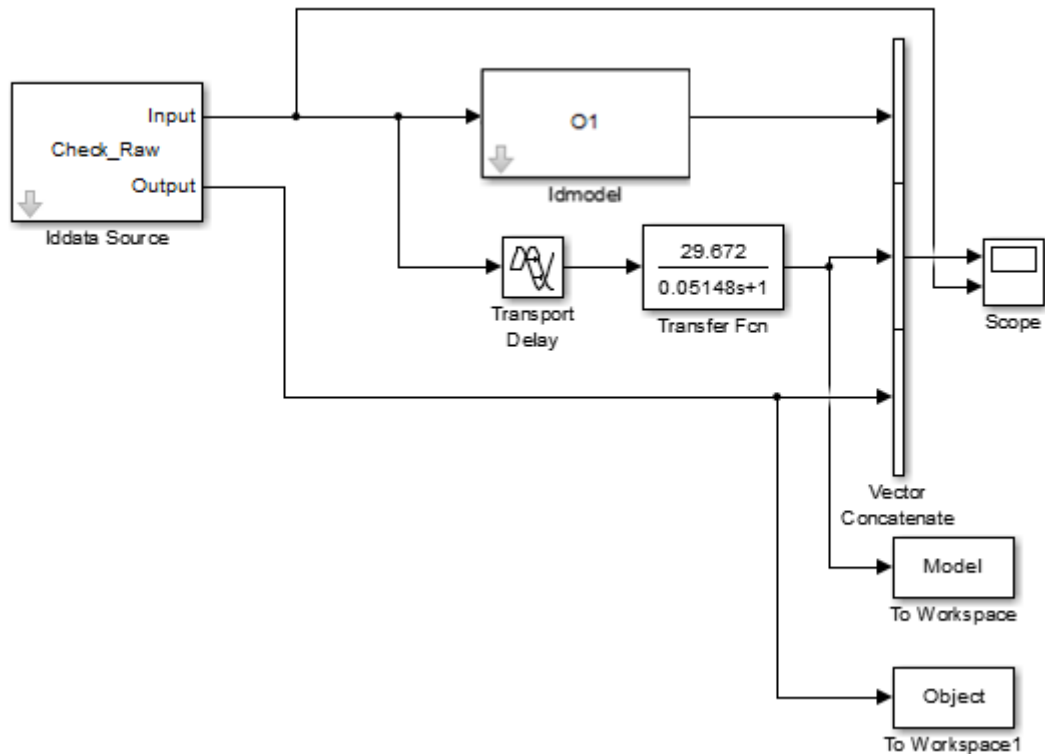 Input
Check_Raw
Output
Iddata Source
O1
Idmodel
Transport
Delay
29.672
0.05148s+1
Transfer Fcn
Scope
Vector
Concatenate
Model
To Workspace
Object
To Workspace1